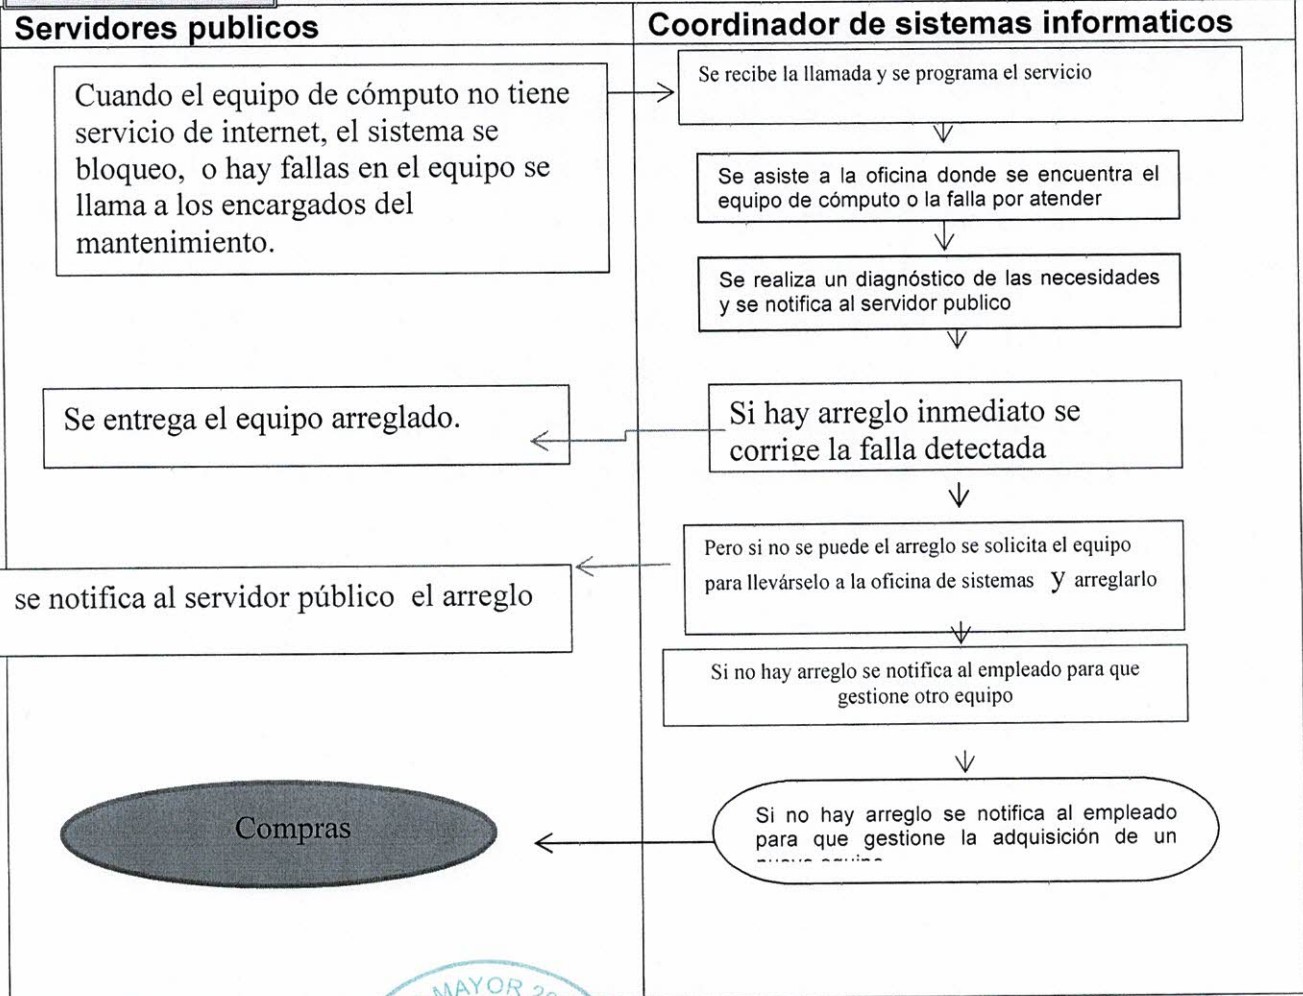 Servidores publicos
Coordinador de sistemas informaticos
Cuando el equipo de cómputo no tiene
servicio de internet, el sistema se
bloqueo, o hay fallas en el equipo se
llama a los encargados del
mantenimiento.
Se recibe la llamada y se programa el servicio
Se asiste a la oficina donde se encuentra el
equipo de cómputo o la falla por atender
Se realiza un diagnóstico de las necesidades
y se notifica al servidor publico
Se entrega el equipo arreglado.
Si hay arreglo inmediato se
corrige la falla detectada
Pero si no se puede el arreglo se solicita el equipo
para llevárselo a la oficina de sistemas y arreglarlo
se notifica al servidor público el arreglo
Si no hay arreglo se notifica al empleado para que
gestione otro equipo
Compras
Si no hay arreglo se notifica al empleado
para que gestione la adquisición de un
MAYOR